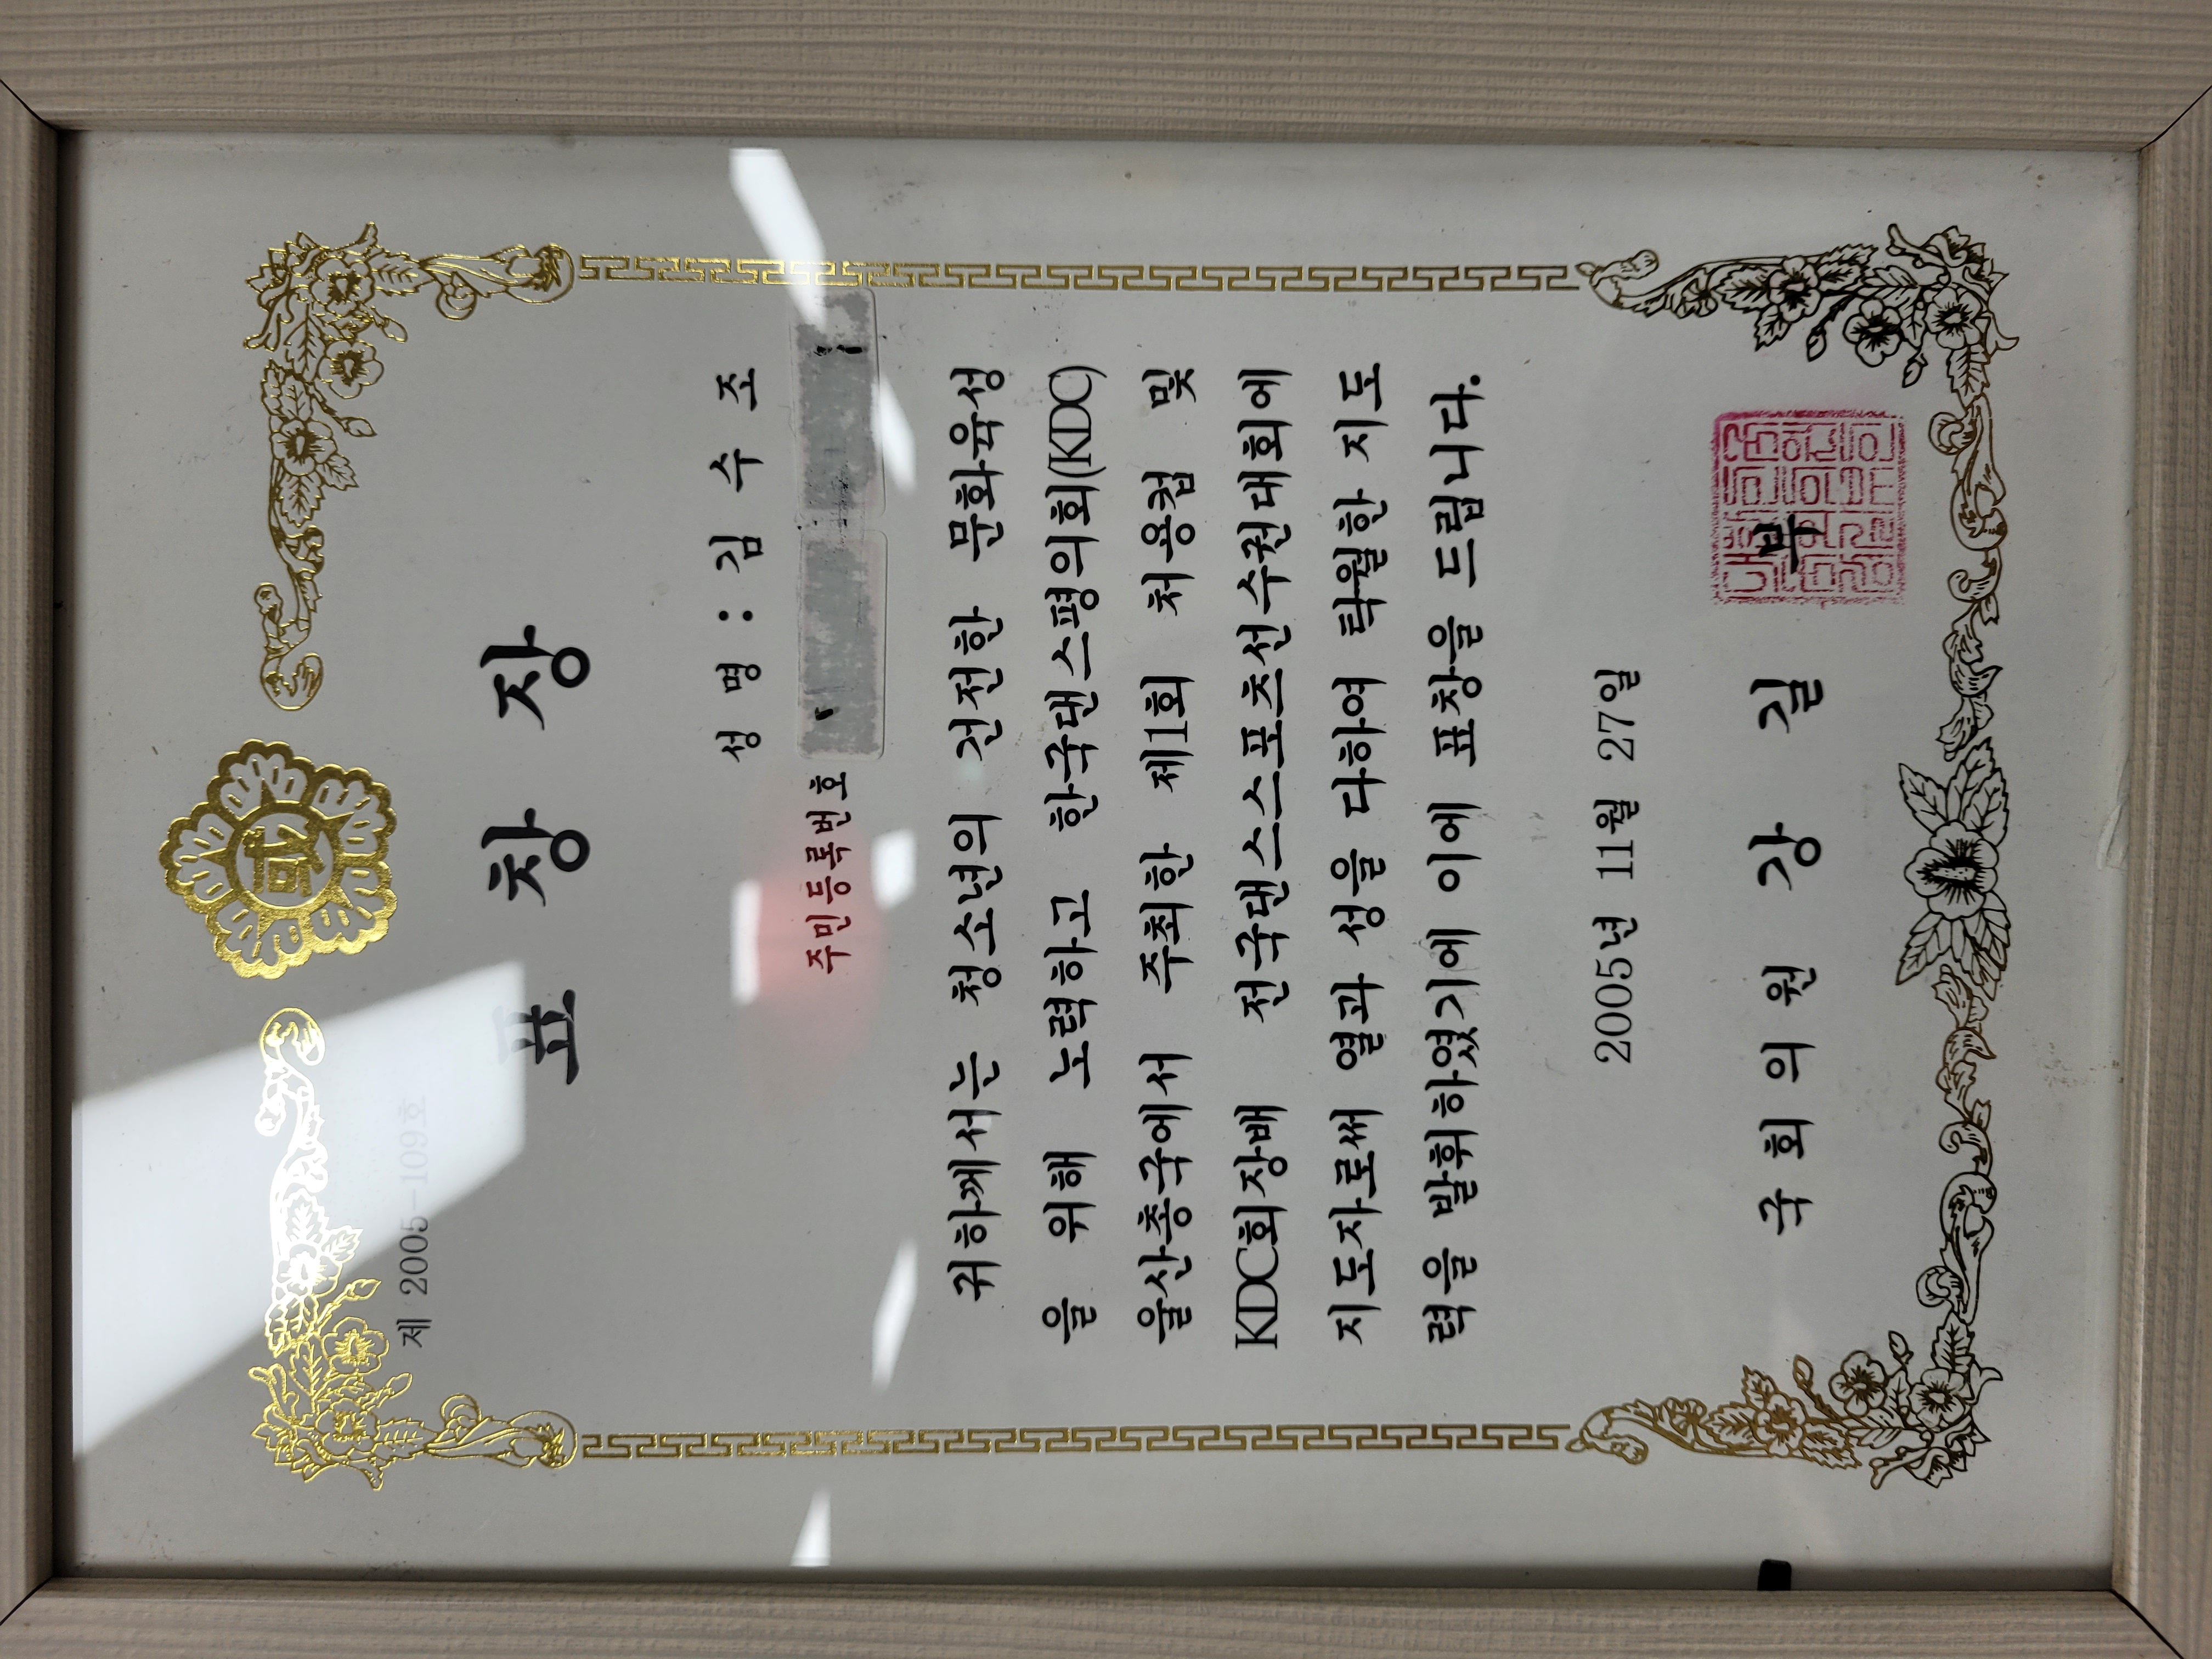 제 2005-109호
표 창 장
성 명 : 김 수 조
주민등록번호
귀하께서는 청소년의 건전한 문화육성
을 위해 노력하고 한국댄스평의회(KDC)
울산총국에서 주최한 제1회 처용컵 및
KDC회장배 전국댄스스포츠선수권대회에
지도자로써 열과 성을 다하여 탁월한 지도
력을 발휘하였기에 이에 표창을 드립니다.
2005년 11월 27일
국 회 의 원 강 길 부